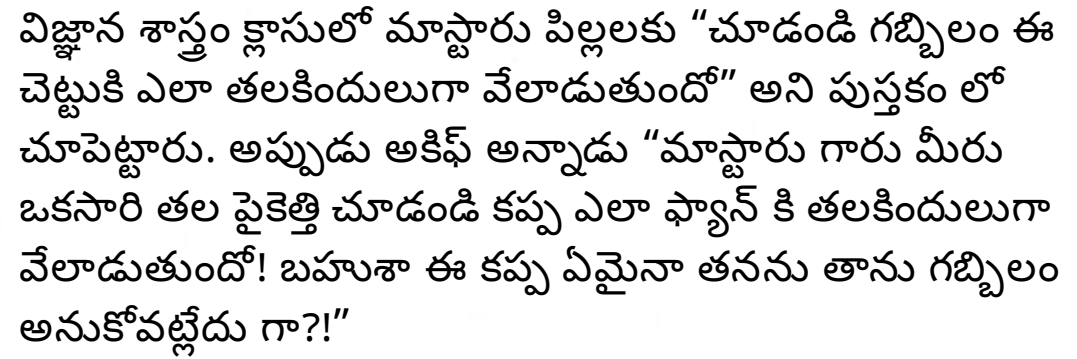 విజ్ఞాన శాస్త్రం క్లాసులో మాస్టారు పిల్లలకు “చూడండి గబ్బిలం ఈ
చెట్టుకి ఎలా తలకిందులుగా వేలాడుతుందో” అని పుస్తకం లో
చూపెట్టారు. అప్పుడు అకిఫ్ అన్నాడు “మాస్టారు గారు మీరు
ఒకసారి తల పైకెత్తి చూడండి కప్ప ఎలా ఫ్యాన్ కి తలకిందులుగా
వేలాడుతుందో! బహుశా ఈ కప్ప ఏమైనా తనను తాను గబ్బిలం
అనుకోవట్లేదు గా?!”